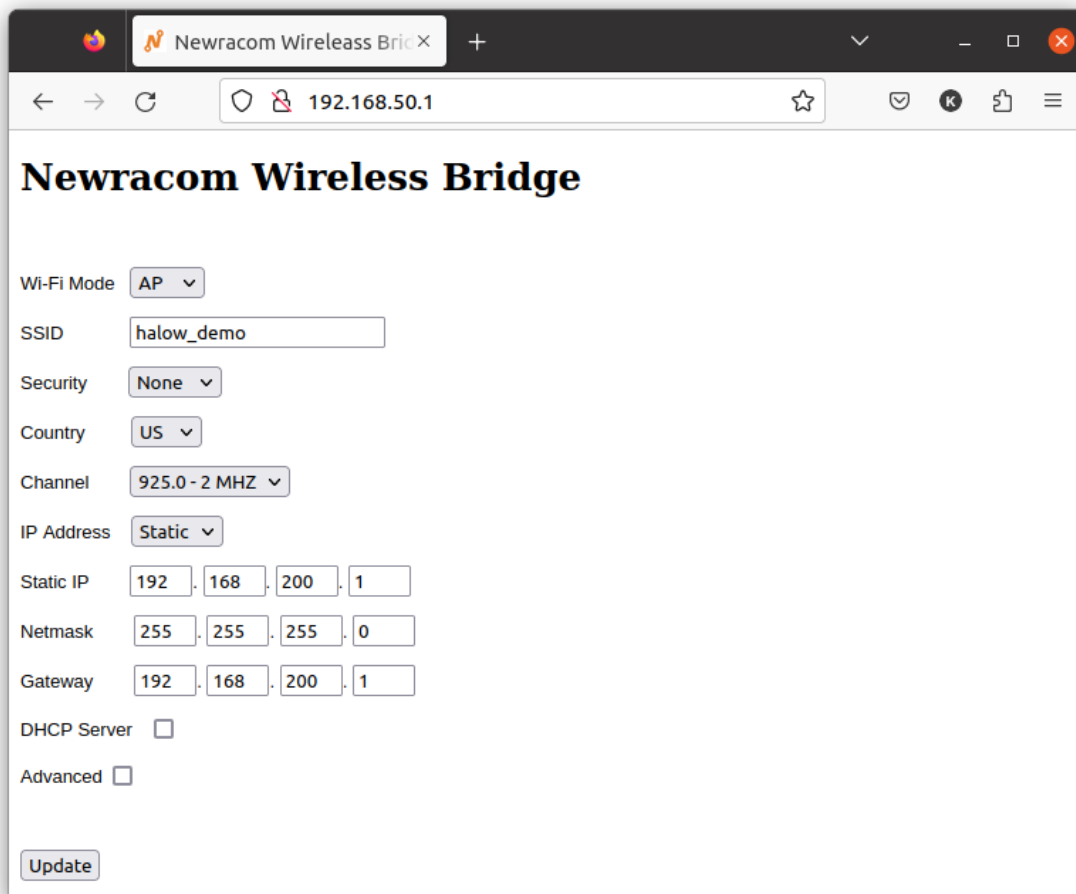 Newracom Wireleass Brid
192.168.50.1
K
Newracom Wireless Bridge
Wi-Fi Mode AP
SSID halow_demo
Security None
Country US
Channel 925.0 - 2 MHZ
IP Address Static
Static IP 192 . 168 . 200 . 1
Netmask 255 . 255 . 255 . 0
Gateway 192 . 168 . 200 . 1
DHCP Server
Advanced
Update